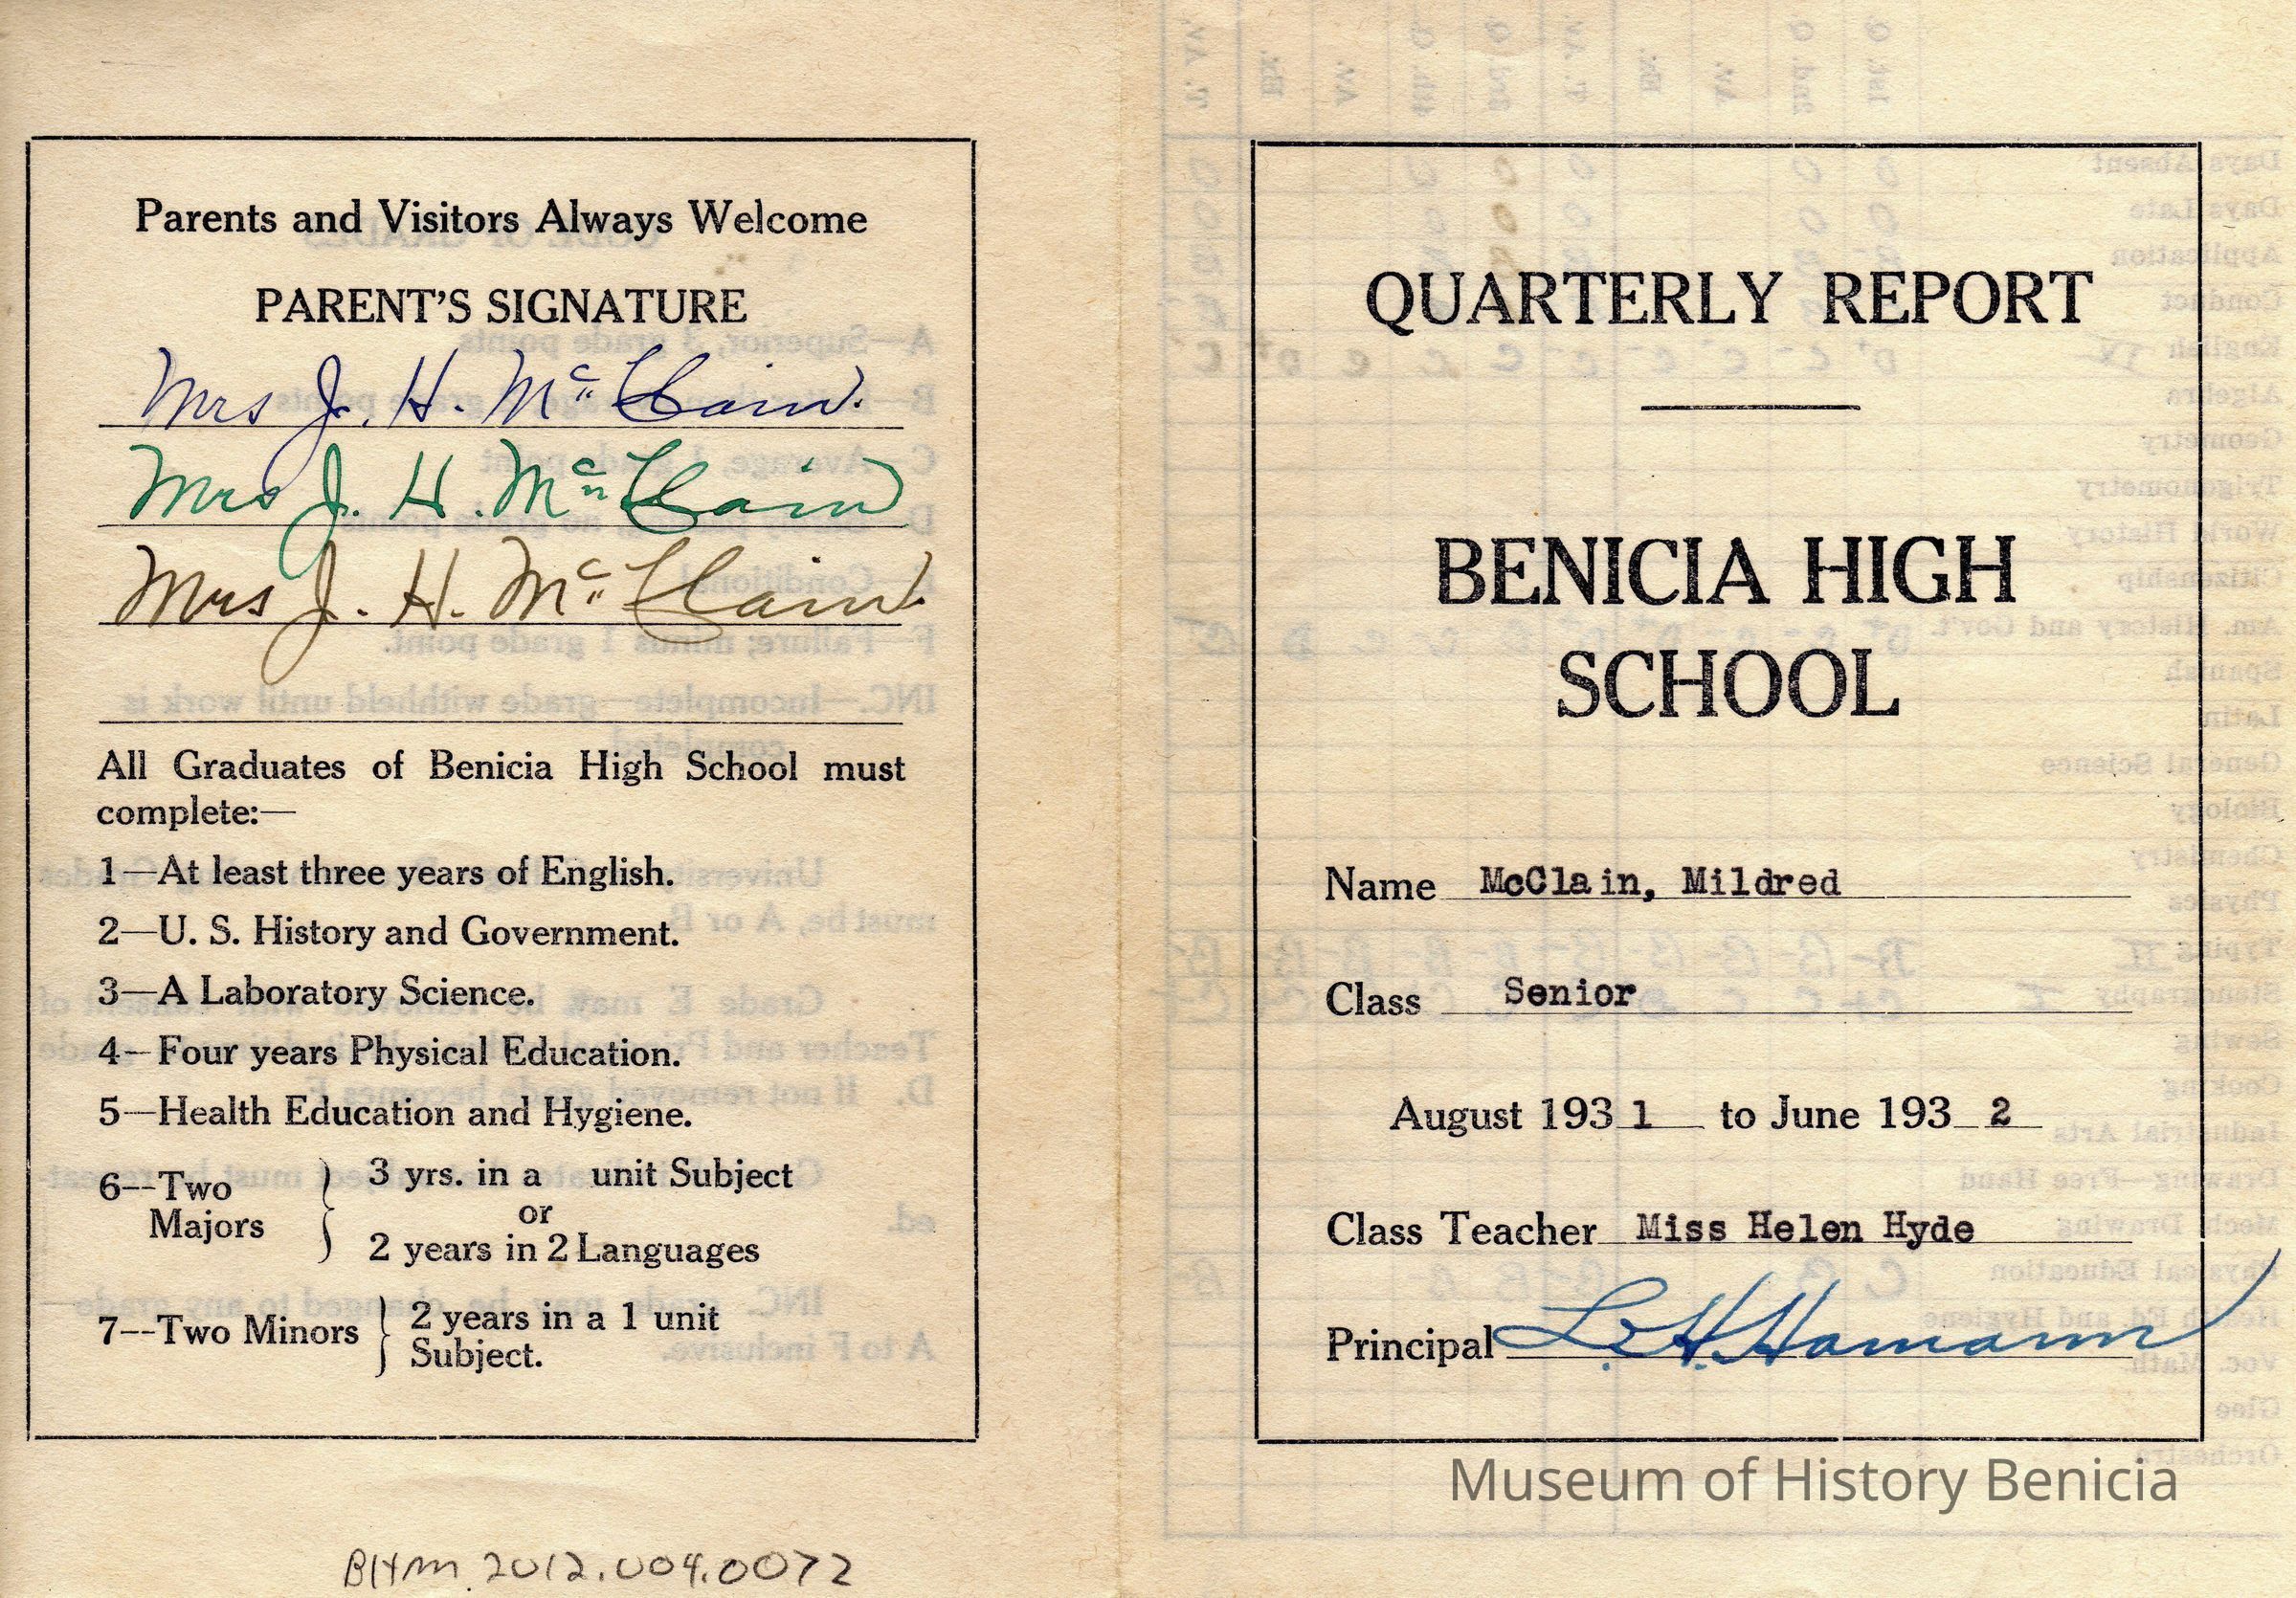 Parents and Visitors Always Welcome
PARENT'S SIGNATURE
Mrs J. H. McClain.
Mrs J. H. McClain
Mrs J. H. McClain.
All Graduates of Benicia High School must
complete:—
1—At least three years of English.
2—U. S. History and Government.
3—A Laboratory Science.
4—Four years Physical Education.
5—Health Education and Hygiene.
6--Two Majors } 3 yrs. in a unit Subject
or
2 years in 2 Languages
7---Two Minors } 2 years in a 1 unit
Subject.
BHM 2012.004.0072
QUARTERLY REPORT
BENICIA HIGH
SCHOOL
Name McClain, Mildred
Class Senior
August 1931 to June 1932
Class Teacher Miss Helen Hyde
Principal L. H. Hamann
Museum of History Benicia